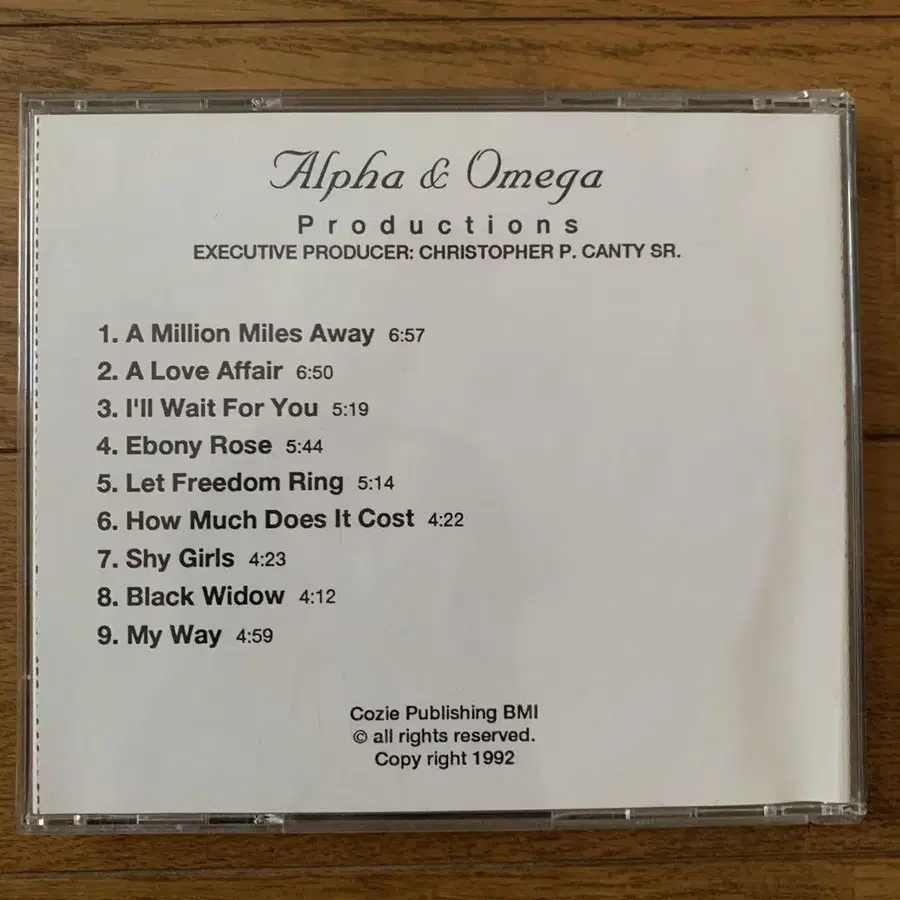 Alpha & Omega
Productions
EXECUTIVE PRODUCER: CHRISTOPHER P. CANTY SR.
1. A Million Miles Away 6:57
2. A Love Affair 6:50
3. I'll Wait For You 5:19
4. Ebony Rose 5:44
5. Let Freedom Ring 5:14
6. How Much Does It Cost 4:22
7. Shy Girls 4:23
8. Black Widow 4:12
9. My Way 4:59
Cozie Publishing BMI
© all rights reserved.
Copy right 1992